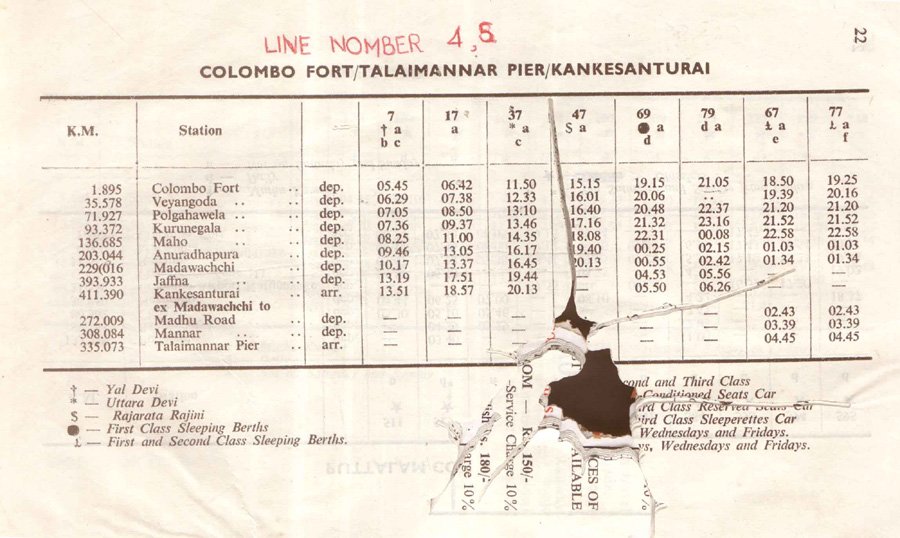 22
LINE NOMBER 4,5
COLOMBO FORT/TALAIMANNAR PIER/KANKESANTURAI
K.M. Station 7 17 37 47 69 79 67 77
† a a * a $ a ● a d a Ł a Ł a
b c c d e f
1.895 Colombo Fort .. dep. 05.45 06.42 11.50 15.15 19.15 21.05 18.50 19.25
35.578 Veyangoda .. .. dep. 06.29 07.38 12.33 16.01 20.06 .. 19.39 20.16
71.927 Polgahawela .. .. dep. 07.05 08.50 13.10 16.40 20.48 22.37 21.20 21.20
93.372 Kurunegala .. .. dep. 07.36 09.37 13.46 17.16 21.32 23.16 21.52 21.52
136.685 Maho .. .. dep. 08.25 11.00 14.35 18.08 22.31 00.08 22.58 22.58
203.044 Anuradhapura .. dep. 09.46 13.05 16.17 19.40 00.25 02.15 01.03 01.03
229.016 Madawachchi .. dep. 10.17 13.37 16.45 20.13 00.55 02.42 01.34 01.34
393.933 Jaffna .. .. dep. 13.19 17.51 19.44 04.53 05.56 — —
411.390 Kankesanturai .. arr. 13.51 18.57 20.13 05.50 06.26 — —
ex Madawachchi to
272.009 Madhu Road .. dep. — — — — — 02.43 02.43
308.084 Mannar .. .. dep. — — — — — — 03.39 03.39
335.073 Talaimannar Pier .. arr. — — — — — 04.45 04.45
† — Yal Devi
* — Uttara Devi
$ — Rajarata Rajini
● — First Class Sleeping Berths
Ł — First and Second Class Sleeping Berths.
and Third Class
-Conditioned Seats Car
Class Reserved Seats Car
Class Sleeperettes Car
Wednesdays and Fridays.
Wednesdays and Fridays.
OM — Rs. 150/-
-Service Charge 10%
180/-
10%
CES OF
AILABLE
%